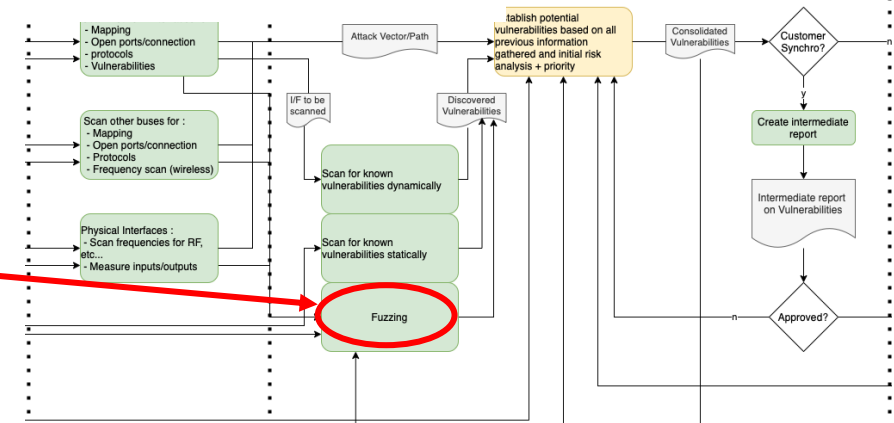 - Mapping
- Open ports/connection
- protocols
- Vulnerabilities
Scan other buses for :
- Mapping
- Open ports/connection
- Protocols
- Frequency scan (wireless)
Physical Interfaces :
- Scan frequencies for RF,
etc...
- Measure inputs/outputs
Attack Vector/Path
I/F to be
scanned
Discovered
Vulnerabilities
Scan for known
vulnerabilities dynamically
Scan for known
vulnerabilities statically
Fuzzing
tablish potential
vulnerabilities based on all
previous information
gathered and initial risk
analysis + priority
Consolidated
Vulnerabilities
Customer
Synchro?
n
y
Create intermediate
report
Intermediate report
on Vulnerabilities
Approved?
n